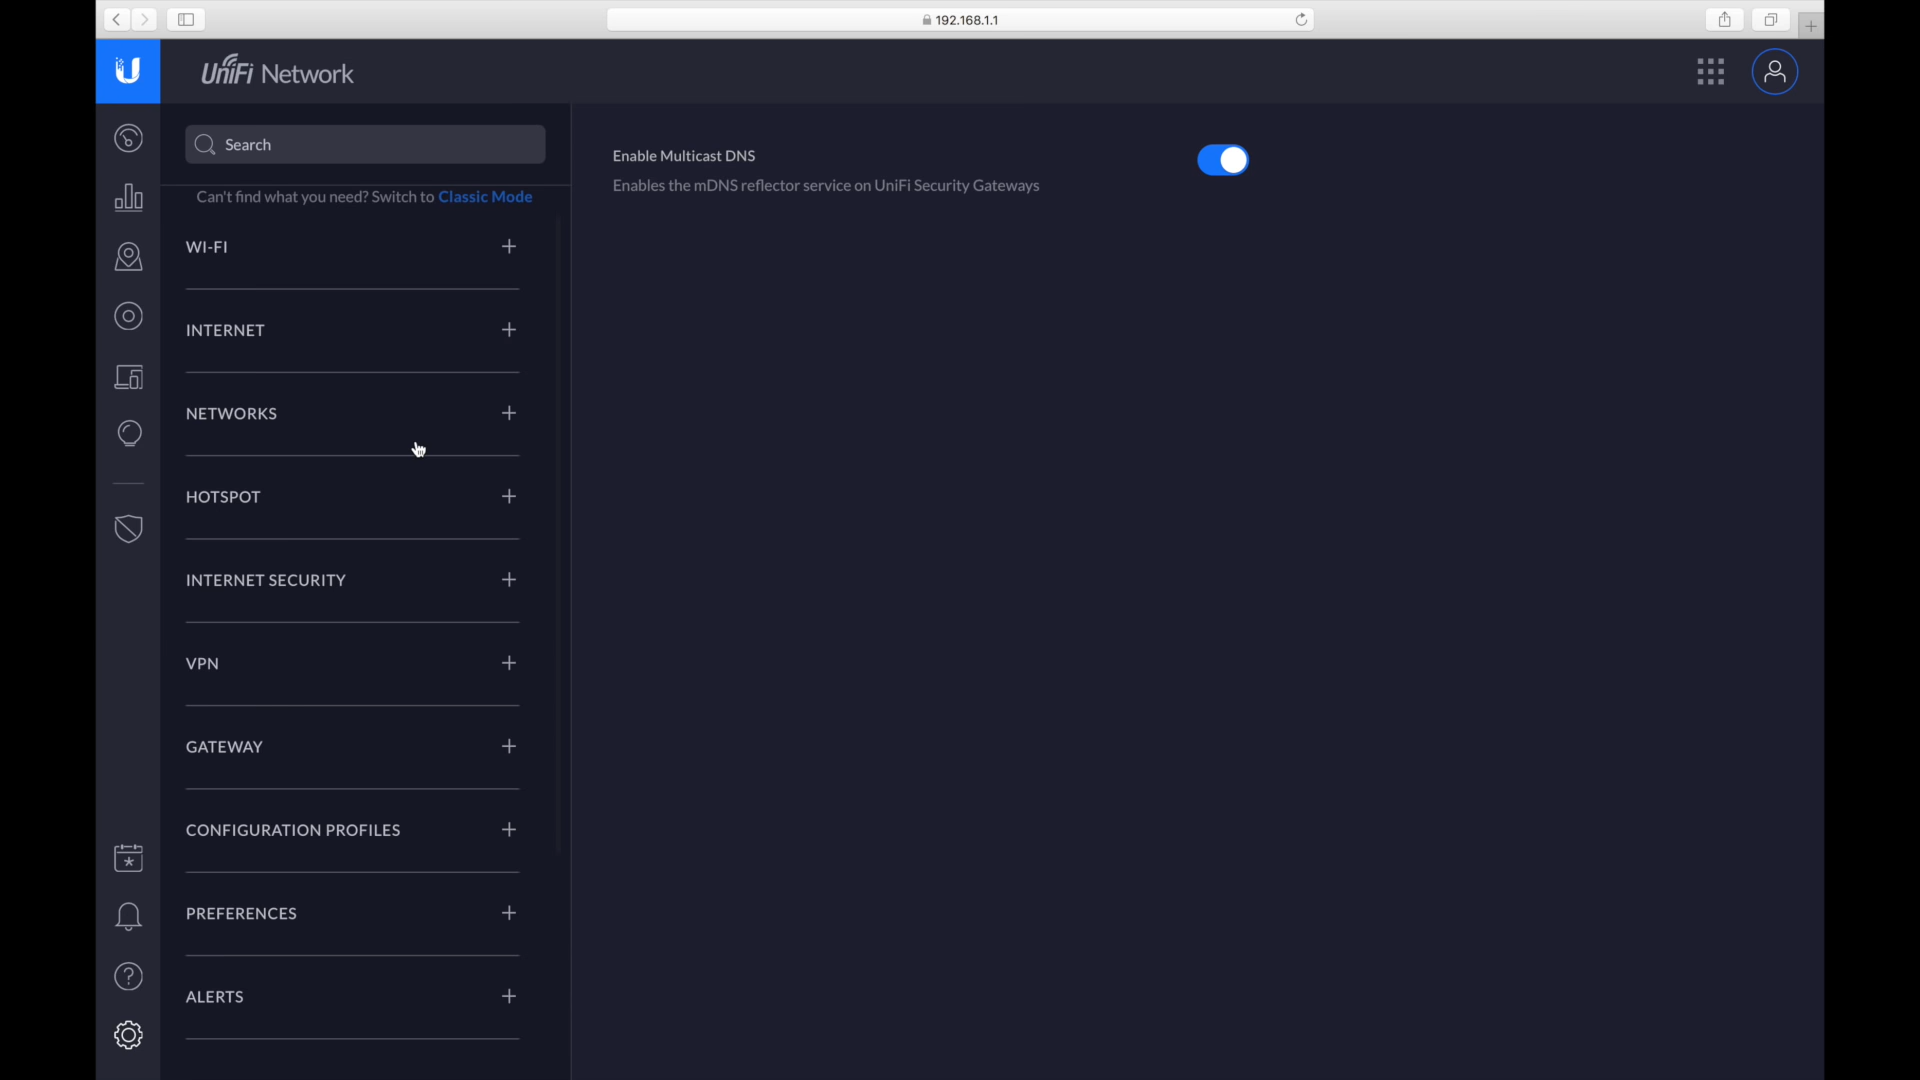 192.168.1.1
UniFi Network
Search
Can't find what you need? Switch to Classic Mode
WI-FI
INTERNET
NETWORKS
HOTSPOT
INTERNET SECURITY
VPN
GATEWAY
CONFIGURATION PROFILES
PREFERENCES
ALERTS
Enable Multicast DNS
Enables the mDNS reflector service on UniFi Security Gateways